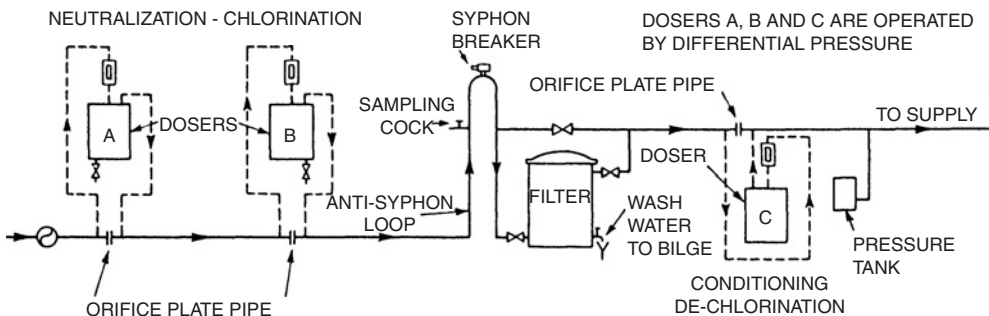 NEUTRALIZATION - CHLORINATION
SYPHON
BREAKER
DOSERS A, B AND C ARE OPERATED
BY DIFFERENTIAL PRESSURE
ORIFICE PLATE PIPE
SAMPLING
COCK
TO SUPPLY
A
DOSERS
B
DOSER
FILTER
C
ANTI-SYPHON
LOOP
WASH
WATER
TO BILGE
PRESSURE
TANK
CONDITIONING
DE-CHLORINATION
ORIFICE PLATE PIPE